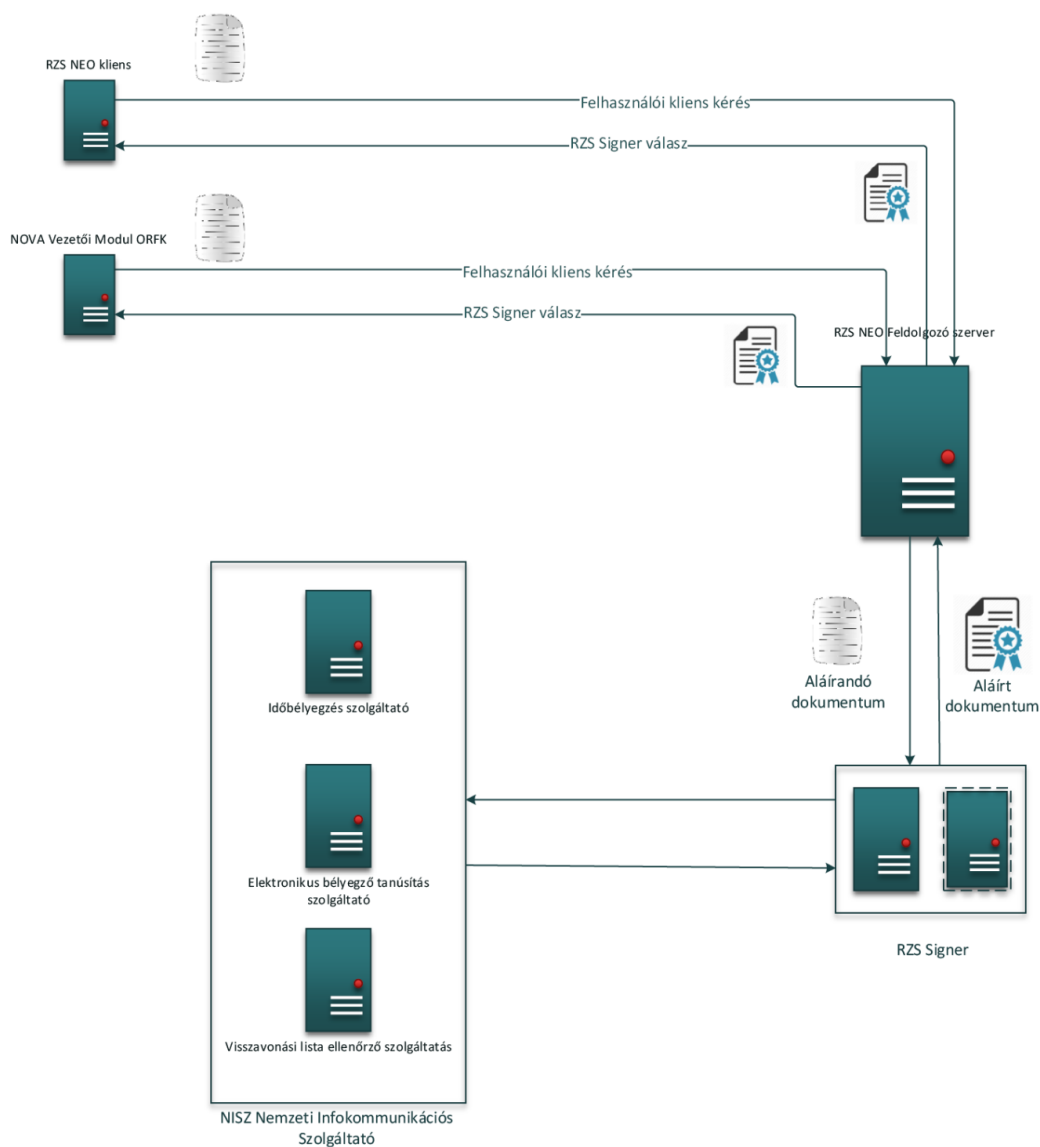 RZS NEO kliens
Felhasználói kliens kérés
RZS Signer válasz
NOVA Vezetői Modul ORFK
Felhasználói kliens kérés
RZS Signer válasz
RZS NEO Feldolgozó szerver
Aláírandó
dokumentum
Aláírt
dokumentum
Időbélyegzés szolgáltató
Elektronikus bélyegző tanúsítás
szolgáltató
Visszavonási lista ellenőrző szolgáltatás
RZS Signer
NISZ Nemzeti Infokommunikációs
Szolgáltató